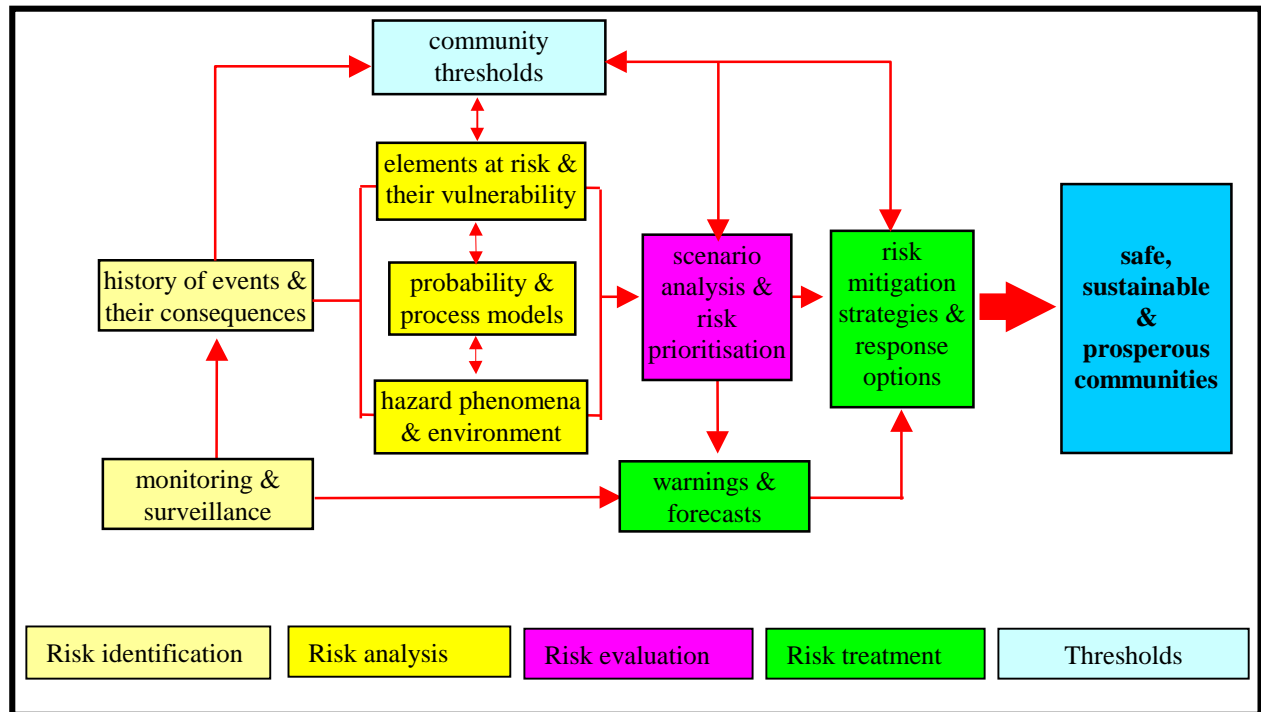 community
thresholds
elements at risk &
their vulnerability
history of events &
their consequences
probability &
process models
hazard phenomena
& environment
monitoring &
surveillance
scenario
analysis &
risk
prioritisation
warnings &
forecasts
risk
mitigation
strategies &
response
options
safe,
sustainable
&
prosperous
communities
Risk identification
Risk analysis
Risk evaluation
Risk treatment
Thresholds